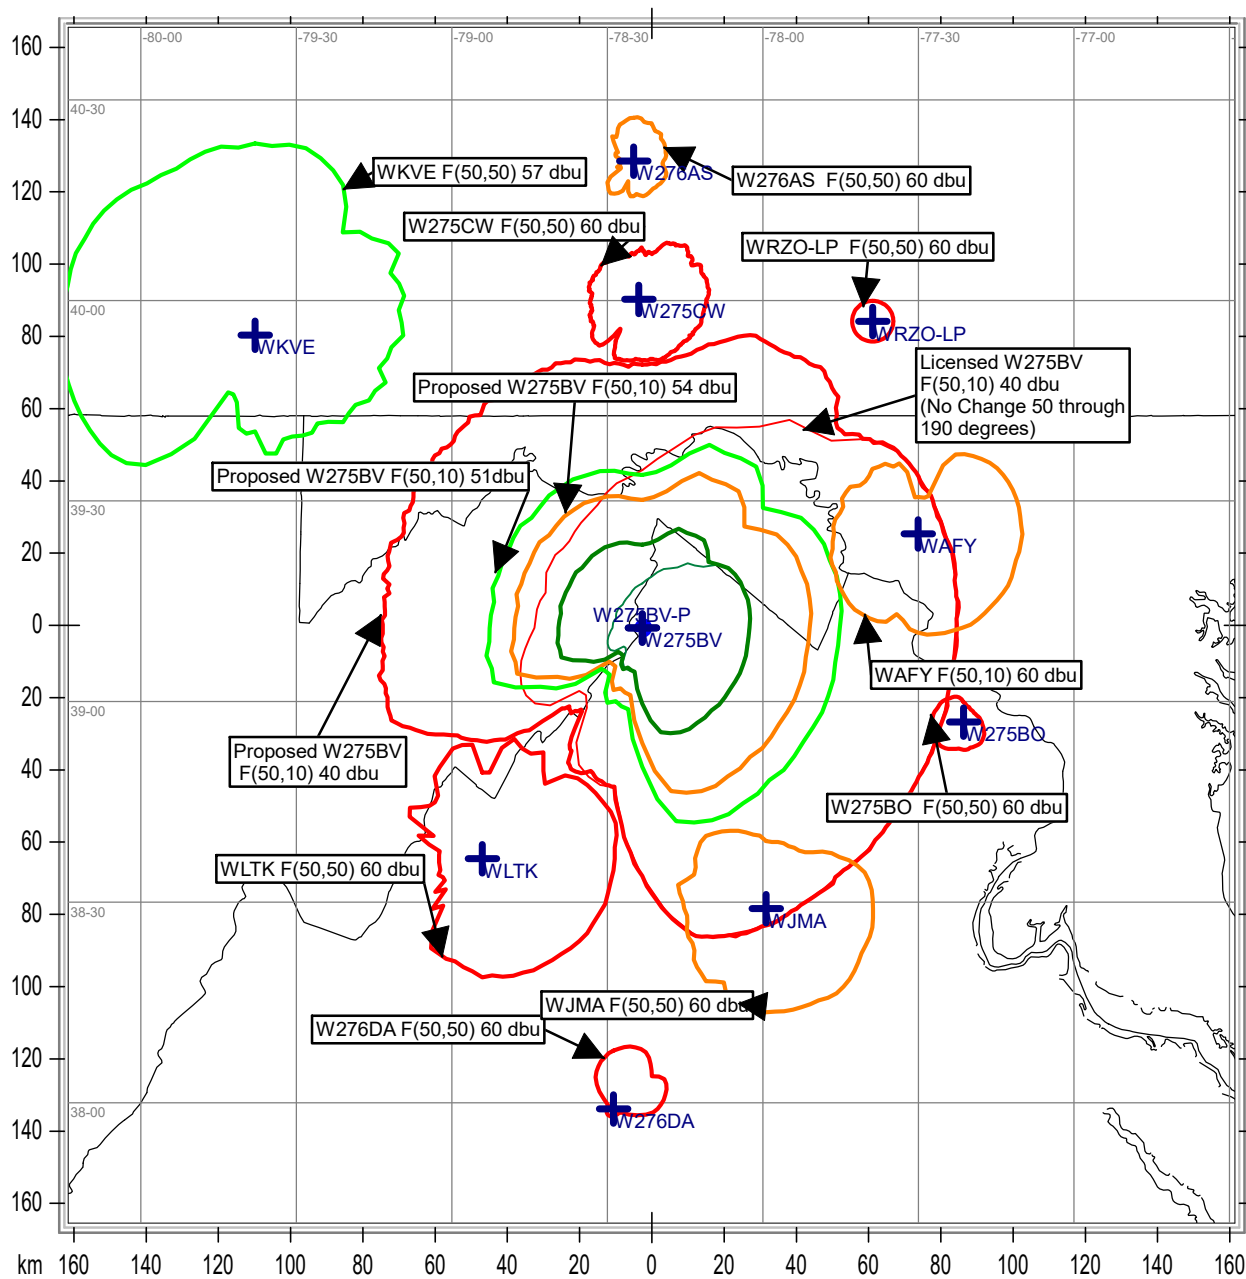 -80-00
-79-30
-79-00
-78-30
-78-00
-77-30
-77-00
160
140
120
100
80
60
40
20
0
20
40
60
80
100
120
140
160
40-30
40-00
39-30
39-00
38-30
38-00
WKVE F(50,50) 57 dbu
W276AS
W276AS F(50,50) 60 dbu
W275CW F(50,50) 60 dbu
WRZO-LP F(50,50) 60 dbu
W275CW
WRZO-LP
WKVE
Licensed W275BV
F(50,10) 40 dbu
(No Change 50 through
190 degrees)
Proposed W275BV F(50,10) 54 dbu
Proposed W275BV F(50,10) 51dbu
WAFY
W275BV-P
W275BV
WAFY F(50,10) 60 dbu
Proposed W275BV
F(50,10) 40 dbu
W275BO
W275BO F(50,50) 60 dbu
WLTK F(50,50) 60 dbu
WLTK
WJMA
WJMA F(50,50) 60 dbu
W276DA F(50,50) 60 dbu
W276DA
km 160 140 120 100 80 60 40 20 0 20 40 60 80 100 120 140 160